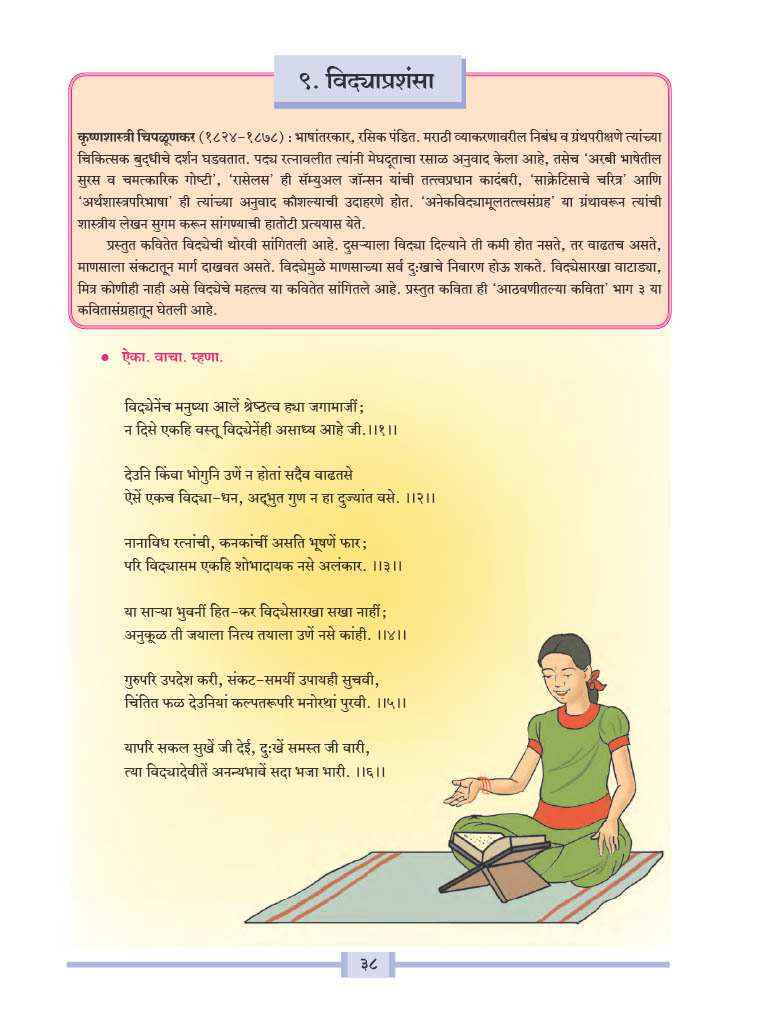 ९. विद्याप्रशंसा
कृष्णशास्त्री चिपळूणकर (१८२४-१८७८) : भाषांतरकार, रसिक पंडित. मराठी व्याकरणावरील निबंध व ग्रंथपरीक्षणे त्यांच्या
चिकित्सक बुद्धीचे दर्शन घडवतात. पद्य रत्नावलीत त्यांनी मेघदूताचा रसाळ अनुवाद केला आहे, तसेच ‘अरबी भाषेतील
सुरस व चमत्कारिक गोष्टी’, ‘रासेलस’ ही सॅम्युअल जॉन्सन यांची तत्त्वप्रधान कादंबरी, ‘साक्रेटिसाचे चरित्र’ आणि
‘अर्थशास्त्रपरिभाषा’ ही त्यांच्या अनुवाद कौशल्याची उदाहरणे होत. ‘अनेकविद्यामूलतत्त्वसंग्रह’ या ग्रंथावरून त्यांची
शास्त्रीय लेखन सुगम करून सांगण्याची हातोटी प्रत्ययास येते.
प्रस्तुत कवितेत विद्येची थोरवी सांगितली आहे. दुसऱ्याला विद्या दिल्याने ती कमी होत नसते, तर वाढतच असते,
माणसाला संकटातून मार्ग दाखवत असते. विद्येमुळे माणसाच्या सर्व दुःखाचे निवारण होऊ शकते. विद्येसारखा वाटाड्या,
मित्र कोणीही नाही असे विद्येचे महत्त्व या कवितेत सांगितले आहे. प्रस्तुत कविता ही ‘आठवणीतल्या कविता’ भाग ३ या
कवितासंग्रहातून घेतली आहे.
● ऐका. वाचा. म्हणा.
विद्येनेंच मनुष्या आलें श्रेष्ठत्व ह्या जगामाजीं;
न दिसे एकहि वस्तू विद्येनेंही असाध्य आहे जी.।।१।।
देउनि किंवा भोगुनि उणें न होतां सदैव वाढतसे
ऐसें एकच विद्या-धन, अद्भुत गुण न हा दुज्यांत वसे. ।।२।।
नानाविध रत्नांची, कनकांचीं असति भूषणें फार;
परि विद्यासम एकहि शोभादायक नसे अलंकार. ।।३।।
या साऱ्या भुवनीं हित-कर विद्येसारखा सखा नाहीं;
अनुकूळ ती जयाला नित्य तयाला उणें नसे कांही. ।।४।।
गुरुपरि उपदेश करी, संकट-समयीं उपायही सुचवी,
चिंतित फळ देउनियां कल्पतरूपरि मनोरथां पुरवी. ।।५।।
यापरि सकल सुखें जी देई, दुःखें समस्त जी वारी,
त्या विद्यादेवीतें अनन्यभावें सदा भजा भारी. ।।६।।
३८